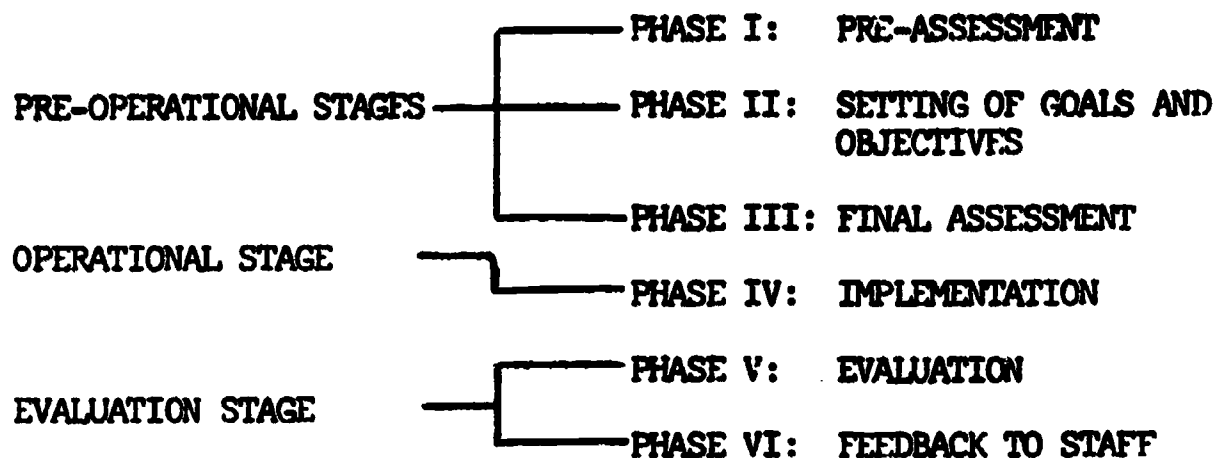 PHASE I: PRE-ASSESSMENT
PRE-OPERATIONAL STAGES
PHASE II: SETTING OF GOALS AND
OBJECTIVES
PHASE III: FINAL ASSESSMENT
OPERATIONAL STAGE
PHASE IV: IMPLEMENTATION
PHASE V: EVALUATION
EVALUATION STAGE
PHASE VI: FEEDBACK TO STAFF